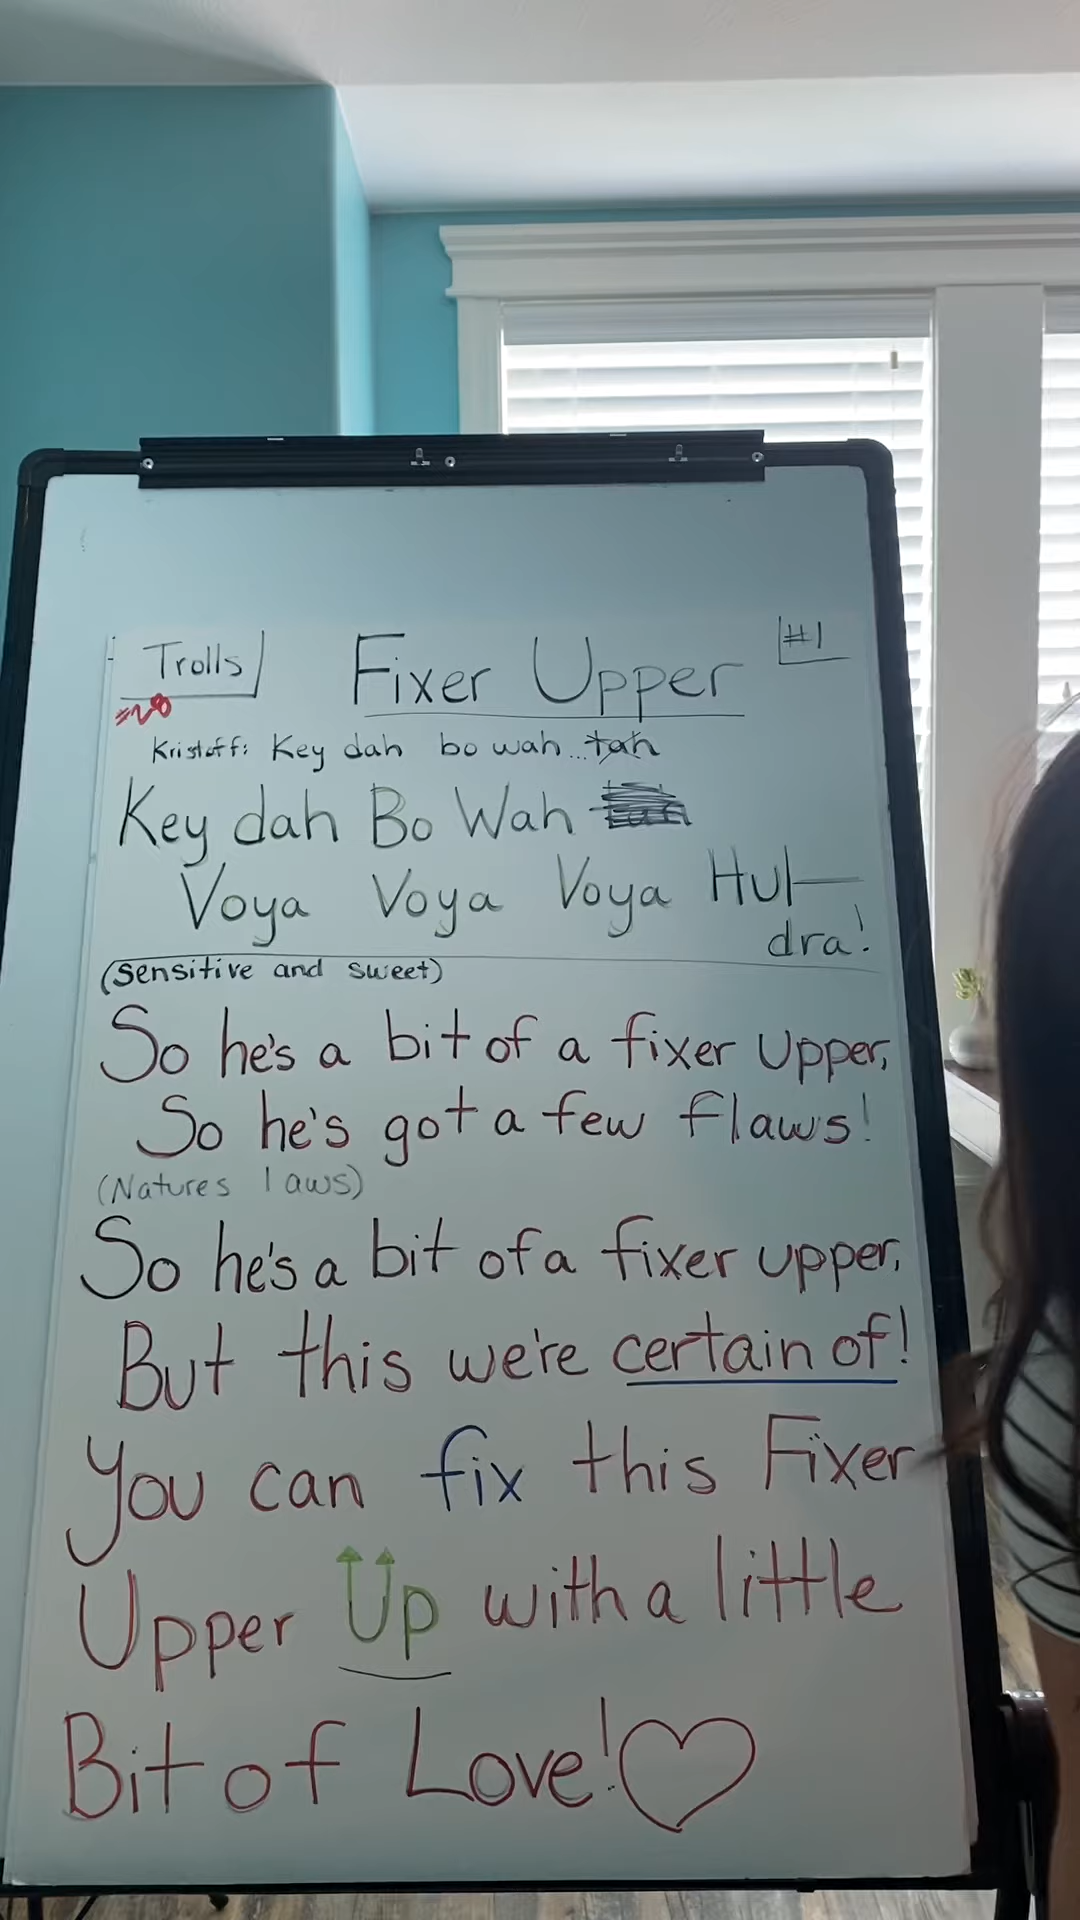 Trolls
Fixer Upper
#1
Kristoff: Key dah bo wah...tah
Key dah Bo Wah
Voya Voya Voya Hul-
dra!
(Sensitive and sweet)
So he's a bit of a fixer Upper,
So he's got a few flaws!
(Natures laws)
So he's a bit of a fixer upper,
But this we're certain of!
You can fix this Fixer
Upper Up with a little
Bit of Love!